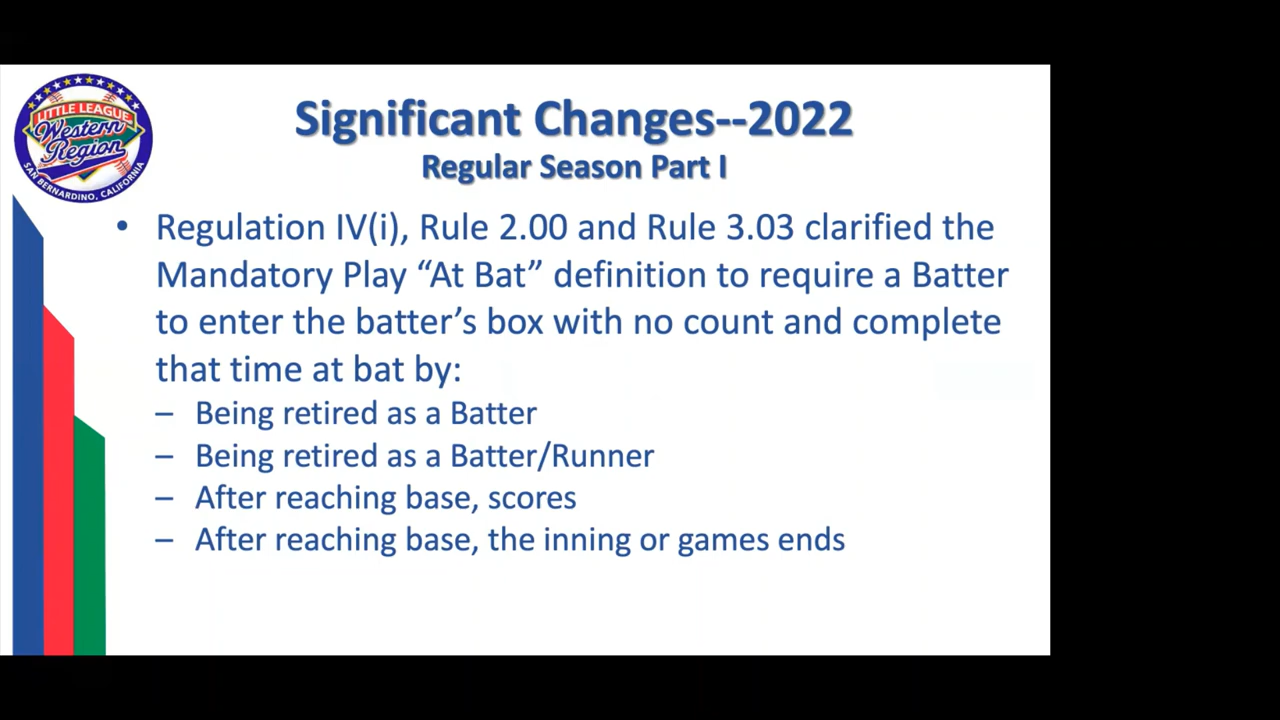 Significant Changes--2022
Regular Season Part I
LITTLE LEAGUE
Western
Region
SAN BERNARDINO, CALIFORNIA
• Regulation IV(i), Rule 2.00 and Rule 3.03 clarified the
Mandatory Play “At Bat” definition to require a Batter
to enter the batter’s box with no count and complete
that time at bat by:
– Being retired as a Batter
– Being retired as a Batter/Runner
– After reaching base, scores
– After reaching base, the inning or games ends